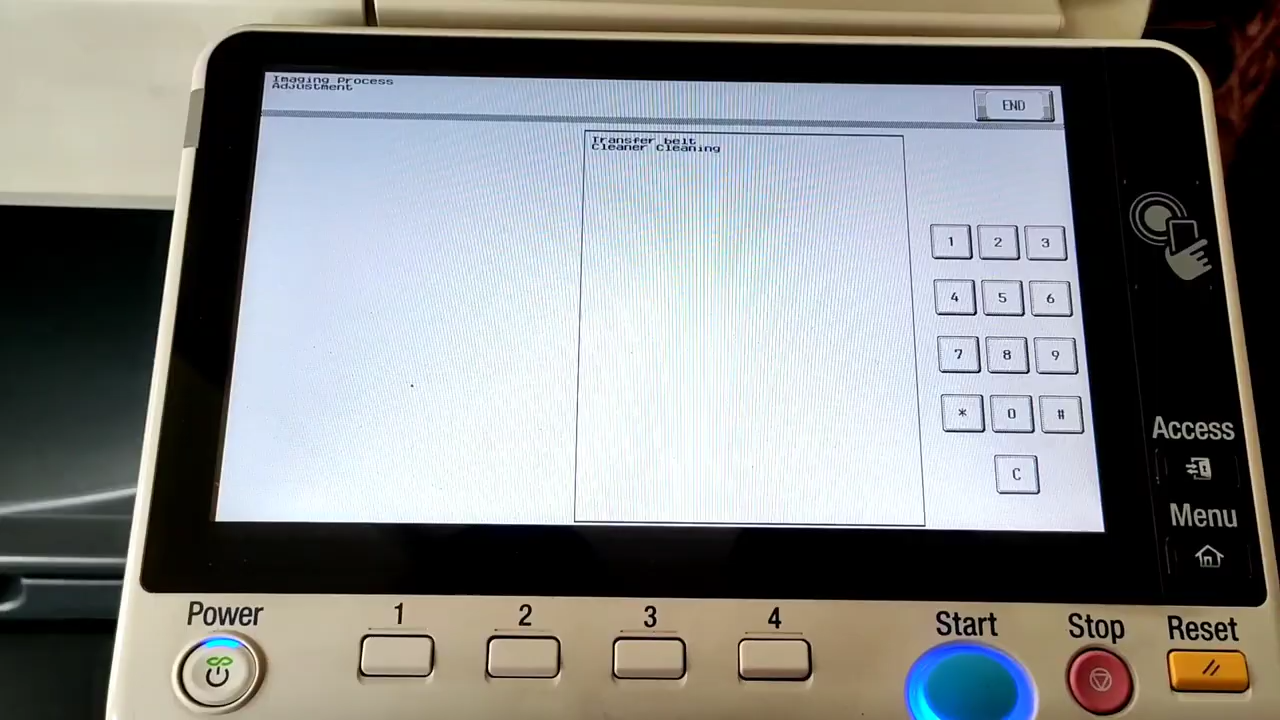 Imaging Process
Adjustment
END
Transfer belt
Cleaner Cleaning
1 2 3
4 5 6
7 8 9
* 0 #
C
Access
Menu
Power
1
2
3
4
Start
Stop
Reset